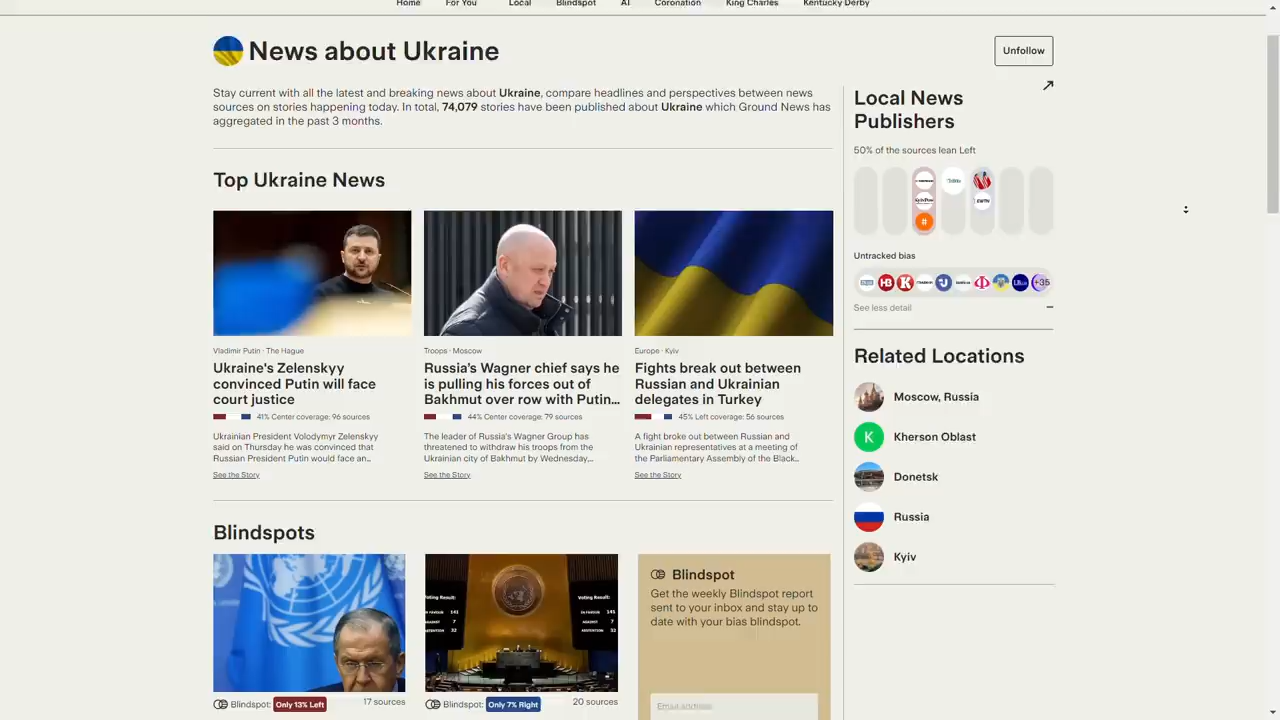 Home For You Local Blindspot AI Coronation King Charles Kentucky Derby
News about Ukraine
Unfollow
Stay current with all the latest and breaking news about Ukraine, compare headlines and perspectives between news
sources on stories happening today. In total, 74,079 stories have been published about Ukraine which Ground News has
aggregated in the past 3 months.
Top Ukraine News
Vladimir Putin · The Hague
Ukraine's Zelenskyy
convinced Putin will face
court justice
41% Center coverage: 96 sources
Ukrainian President Volodymyr Zelenskyy
said on Thursday he was convinced that
Russian President Putin would face an...
See the Story
Troops · Moscow
Russia's Wagner chief says he
is pulling his forces out of
Bakhmut over row with Putin...
44% Center coverage: 79 sources
The leader of Russia's Wagner Group has
threatened to withdraw his troops from the
Ukrainian city of Bakhmut by Wednesday,...
See the Story
Europe · Kyiv
Fights break out between
Russian and Ukrainian
delegates in Turkey
45% Left coverage: 56 sources
A fight broke out between Russian and
Ukrainian representatives at a meeting of
the Parliamentary Assembly of the Black...
See the Story
Blindspots
Blindspot: Only 13% Left 17 sources
Blindspot: Only 7% Right 20 sources
Blindspot
Get the weekly Blindspot report
sent to your inbox and stay up to
date with your bias blindspot.
Email address
Local News
Publishers
50% of the sources lean Left
#
Untracked bias
HB K +35
See less detail
Related Locations
Moscow, Russia
K Kherson Oblast
Donetsk
Russia
Kyiv